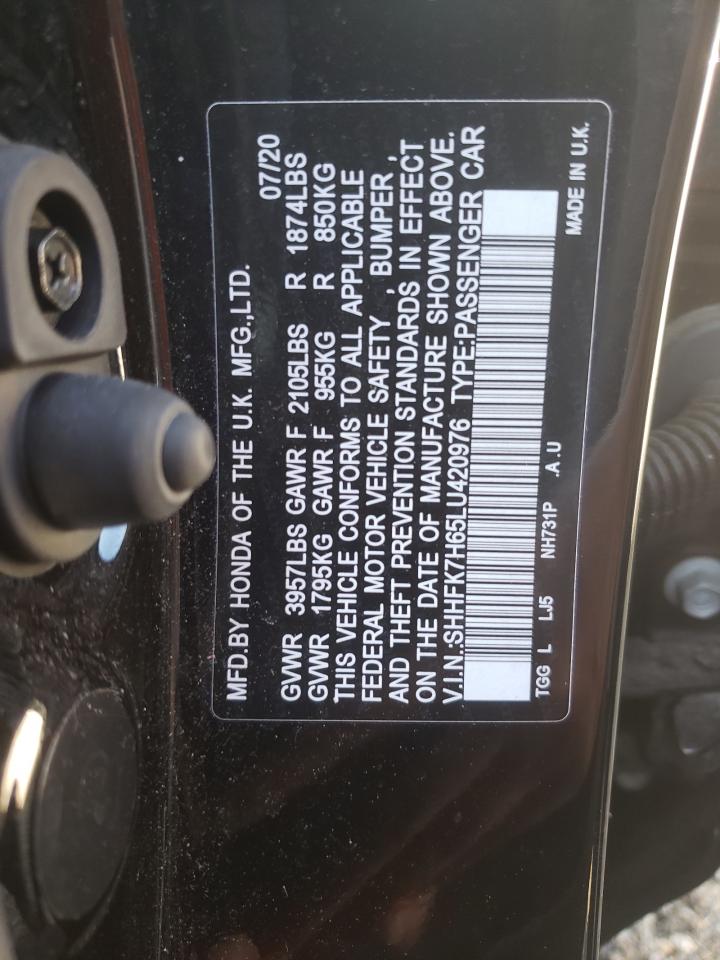 MFD.BY HONDA OF THE U.K. MFG.,LTD.
07/20
GVWR 3957LBS GAWR F 2105LBS R 1874LBS
GVWR 1795KG GAWR F 955KG R 850KG
THIS VEHICLE CONFORMS TO ALL APPLICABLE
FEDERAL MOTOR VEHICLE SAFETY , BUMPER ,
AND THEFT PREVENTION STANDARDS IN EFFECT
ON THE DATE OF MANUFACTURE SHOWN ABOVE.
V.I.N.:SHHFK7H65LU420976 TYPE:PASSENGER CAR
TGG L LJ5 NH731P .A .U MADE IN U.K.